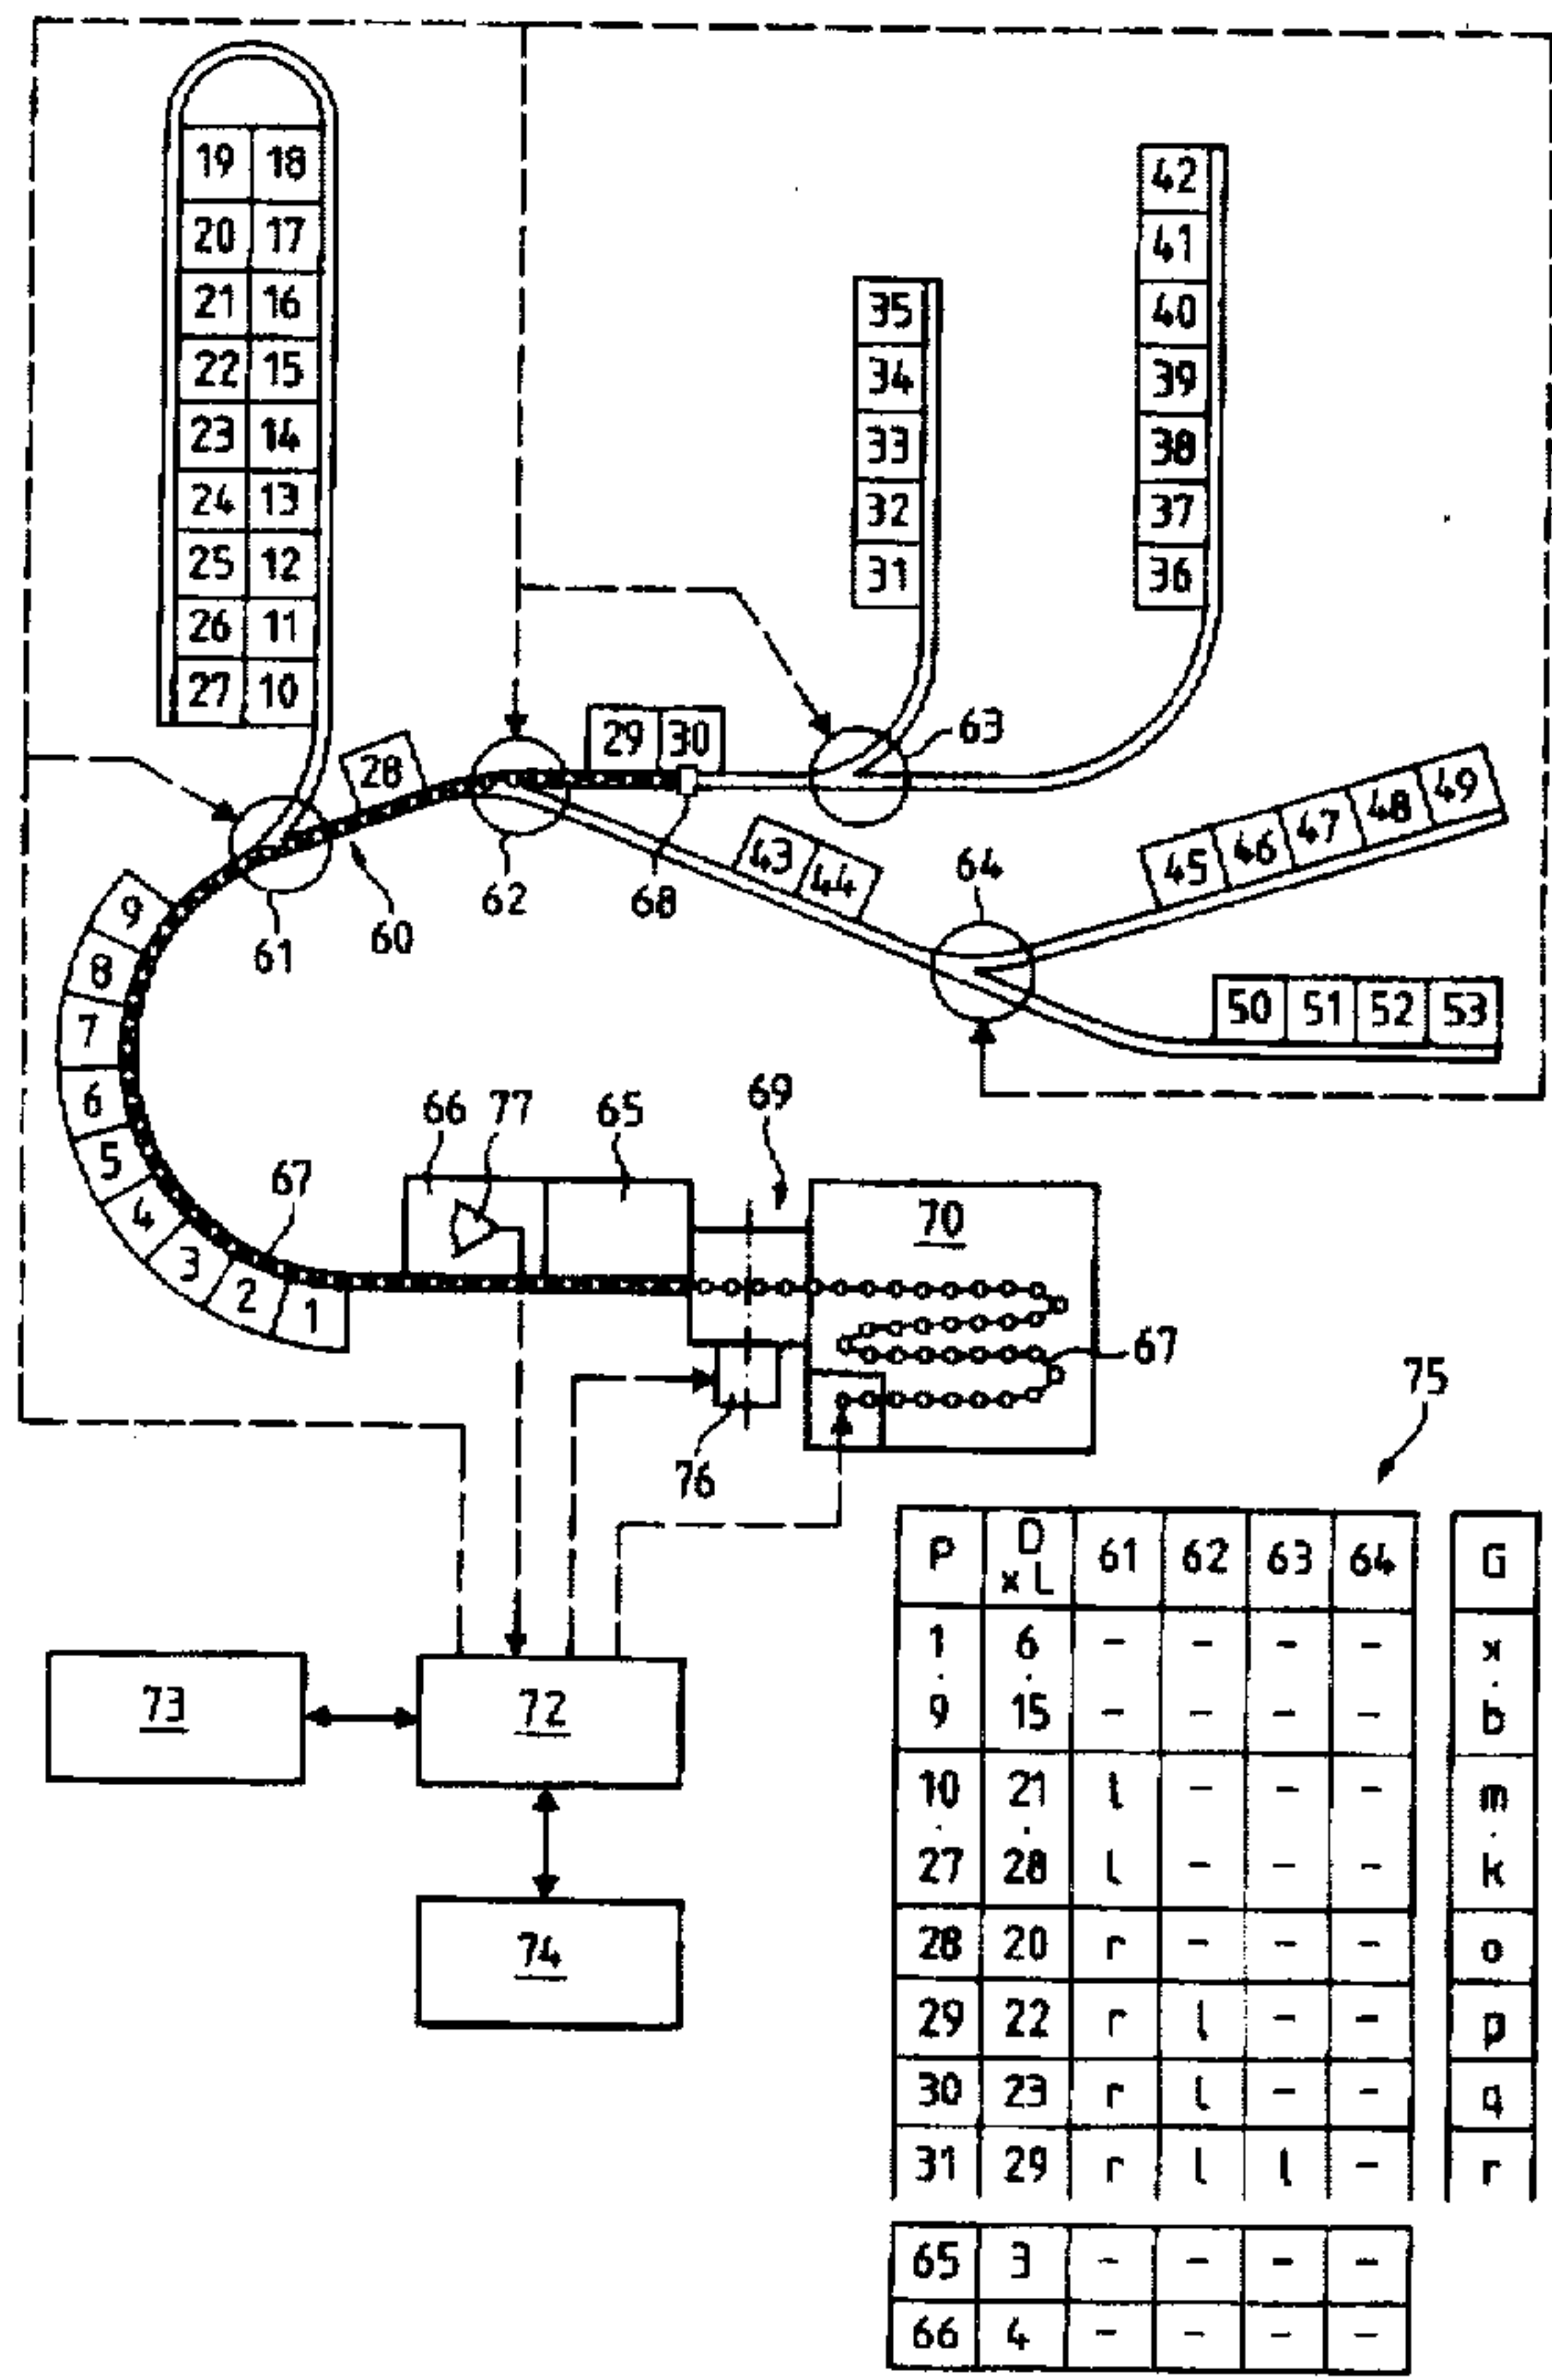 19 18
20 17
21 16
22 15
23 14
24 13
25 12
26 11
27 10
42
41
40
39
38
37
36
35
34
33
32
31
29 30
63
28
43 44
45 46 47 48 49
62
68
64
61
60
50 51 52 53
9
8
7
6
5
4
3
2
1
67
66 77 65 69
70
67
76
75
73
72
74
P D x L 61 62 63 64 G
1 6 - - - - x
. . .
9 15 - - - - b
10 21 l - - - m
. . .
27 28 l - - - k
28 20 r - - - o
29 22 r l - - p
30 23 r l - - q
31 29 r l l - r
65 3 - - - -
66 4 - - - -